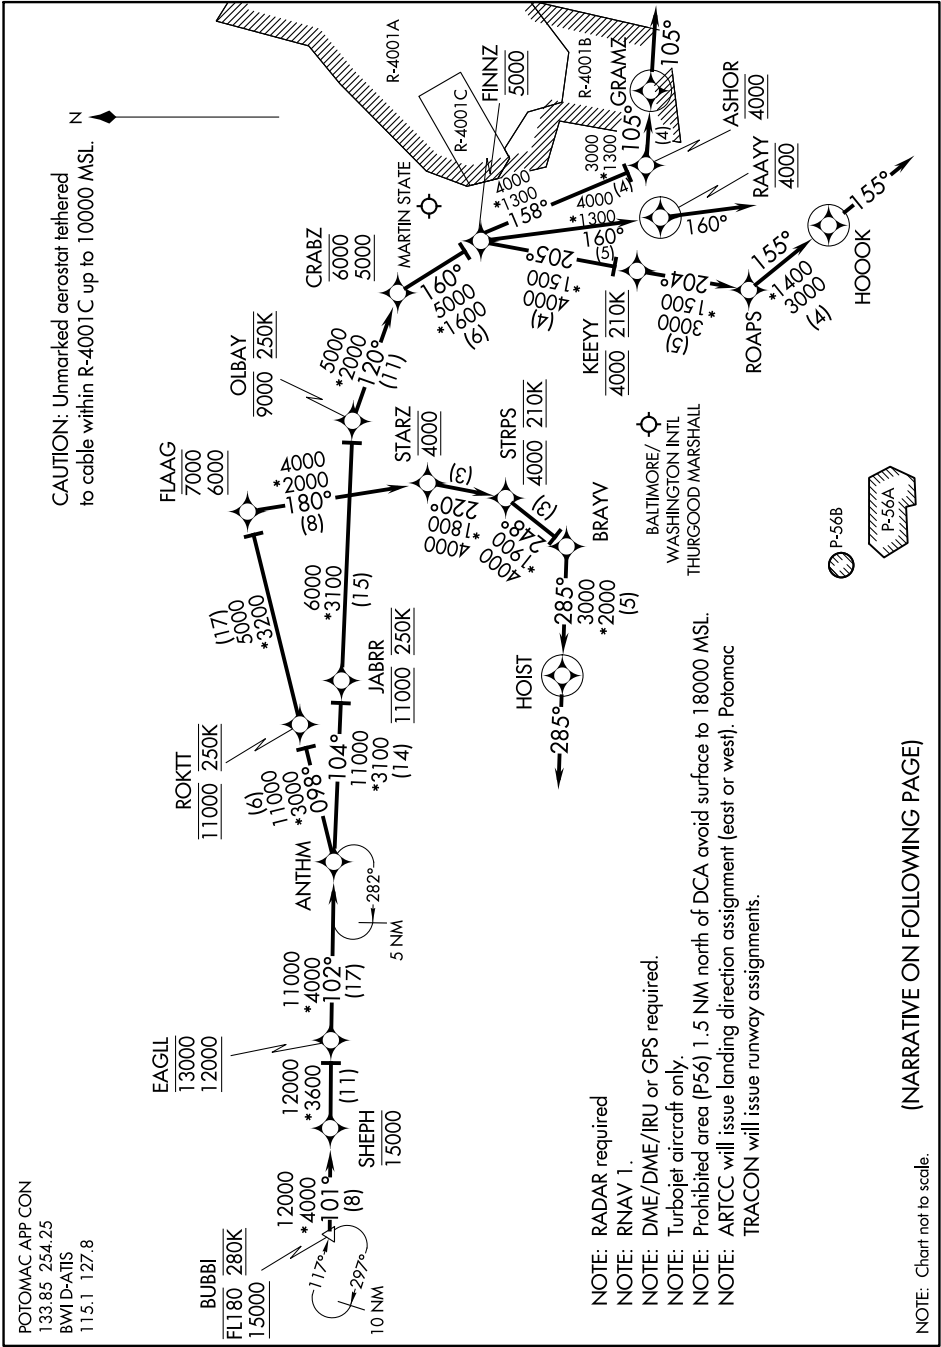 POTOMAC APP CON
133.85 254.25
BWI D-ATIS
115.1 127.8
CAUTION: Unmarked aerostat tethered
to cable within R-4001C up to 10000 MSL.
N
BUBBI
FL180 280K
15000
117°
297°
10 NM
12000
*4000
101°
(8)
SHEPH
15000
12000
*3600
(11)
EAGLL
13000
12000
11000
*4000
102°
(17)
ANTHM
282°
5 NM
(6)
11000
*3000
098°
ROKTT
11000 250K
(17)
5000
*3200
FLAAG
7000
6000
4000
*2000
180°
(8)
STARZ
4000
(3)
220°
*1800
4000
STRPS
4000 210K
(3)
248°
*1900
4000
BRAYV
285°
3000
*2000
(5)
HOIST
285°
104°
11000
*3100
(14)
JABRR
11000 250K
6000
*3100
(15)
OLBAY
9000 250K
5000
*2000
120°
(11)
CRABZ
6000
5000
MARTIN STATE
160°
5000
*1600
(9)
FINNZ
5000
R-4001A
R-4001B
R-4001C
4000
*1300
158°
(4)
ASHOR
4000
3000
*1300
105°
(4)
GRAMZ
105°
4000
*1300
160°
(5)
RAAYY
4000
160°
205°
*1500
4000
(4)
KEEYY
4000 210K
204°
*1500
3000
(5)
ROAPS
155°
*1400
3000
(4)
HOOOK
155°
BALTIMORE/
WASHINGTON INTL
THURGOOD MARSHALL
P-56B
P-56A
NOTE: RADAR required
NOTE: RNAV 1.
NOTE: DME/DME/IRU or GPS required.
NOTE: Turbojet aircraft only.
NOTE: Prohibited area (P56) 1.5 NM north of DCA avoid surface to 18000 MSL.
NOTE: ARTCC will issue landing direction assignment (east or west). Potomac
TRACON will issue runway assignments.
(NARRATIVE ON FOLLOWING PAGE)
NOTE: Chart not to scale.